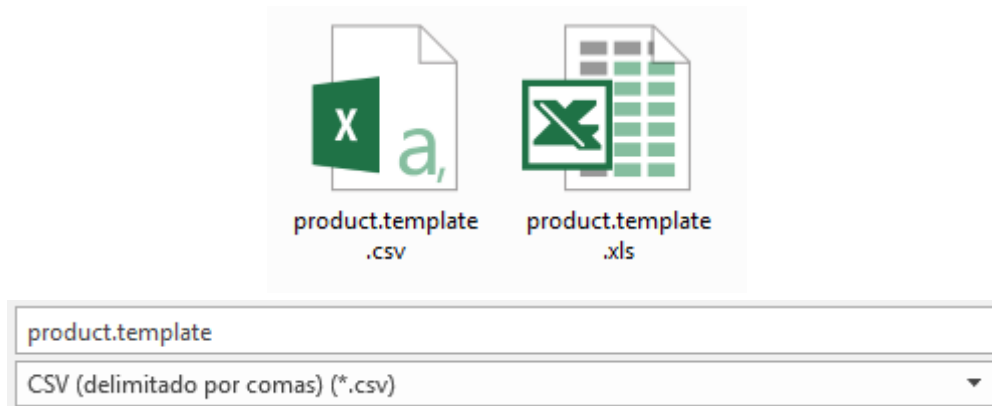 product.template
.csv
product.template
.xls
product.template
CSV (delimitado por comas) (*.csv)